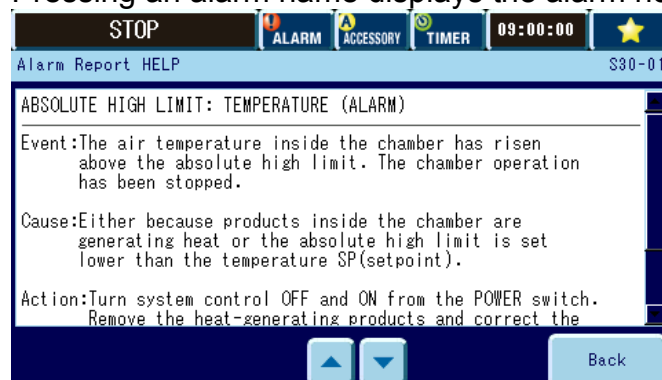 Pressing an alarm name displays the alarm
STOP ALARM ACCESSORY TIMER 09:00:00
Alarm Report HELP S30-01
ABSOLUTE HIGH LIMIT: TEMPERATURE (ALARM)
Event:The air temperature inside the chamber has risen
above the absolute high limit. The chamber operation
has been stopped.
Cause:Either because products inside the chamber are
generating heat or the absolute high limit is set
lower than the temperature SP(setpoint).
Action:Turn system control OFF and ON from the POWER switch.
Remove the heat-generating products and correct the
Back